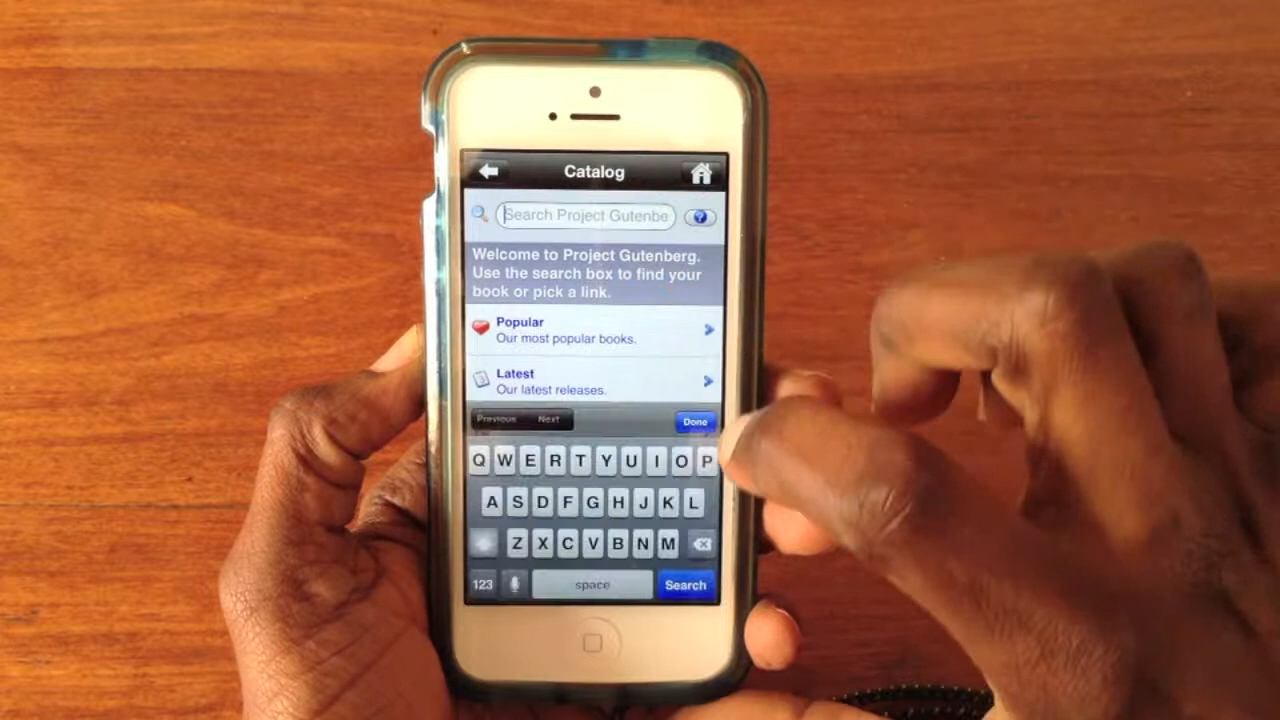 Catalog
Search Project Gutenbe
Welcome to Project Gutenberg.
Use the search box to find your
book or pick a link.
Popular
Our most popular books.
Latest
Our latest releases.
Previous Next Done
Q W E R T Y U I O P
A S D F G H J K L
Z X C V B N M
123 space Search